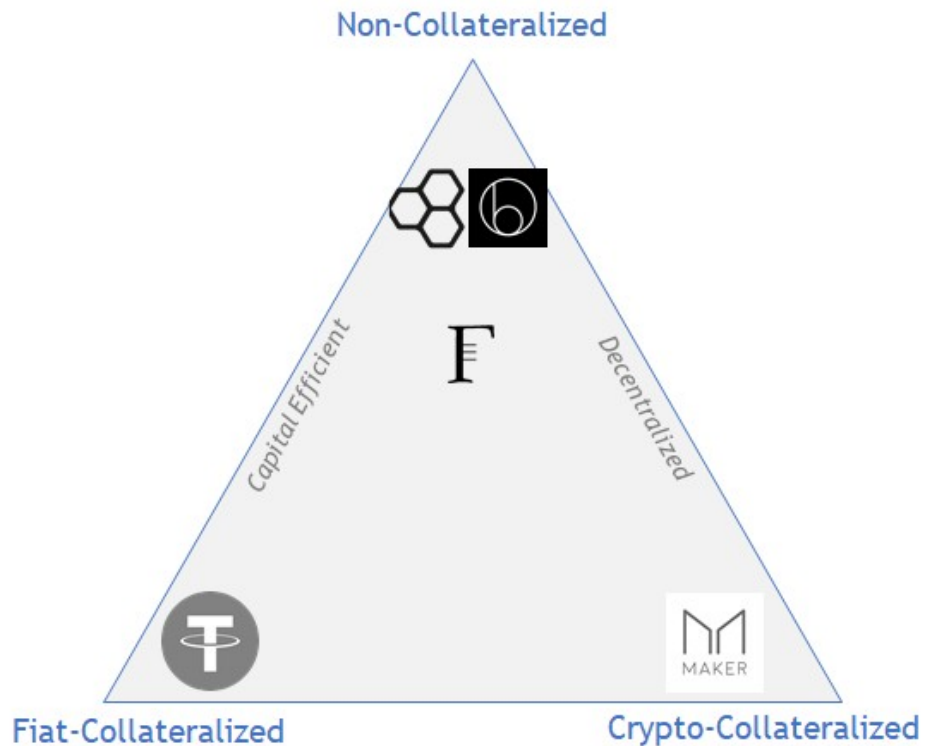 Non-Collateralized
Capital Efficient
Decentralized
MAKER
Fiat-Collateralized
Crypto-Collateralized